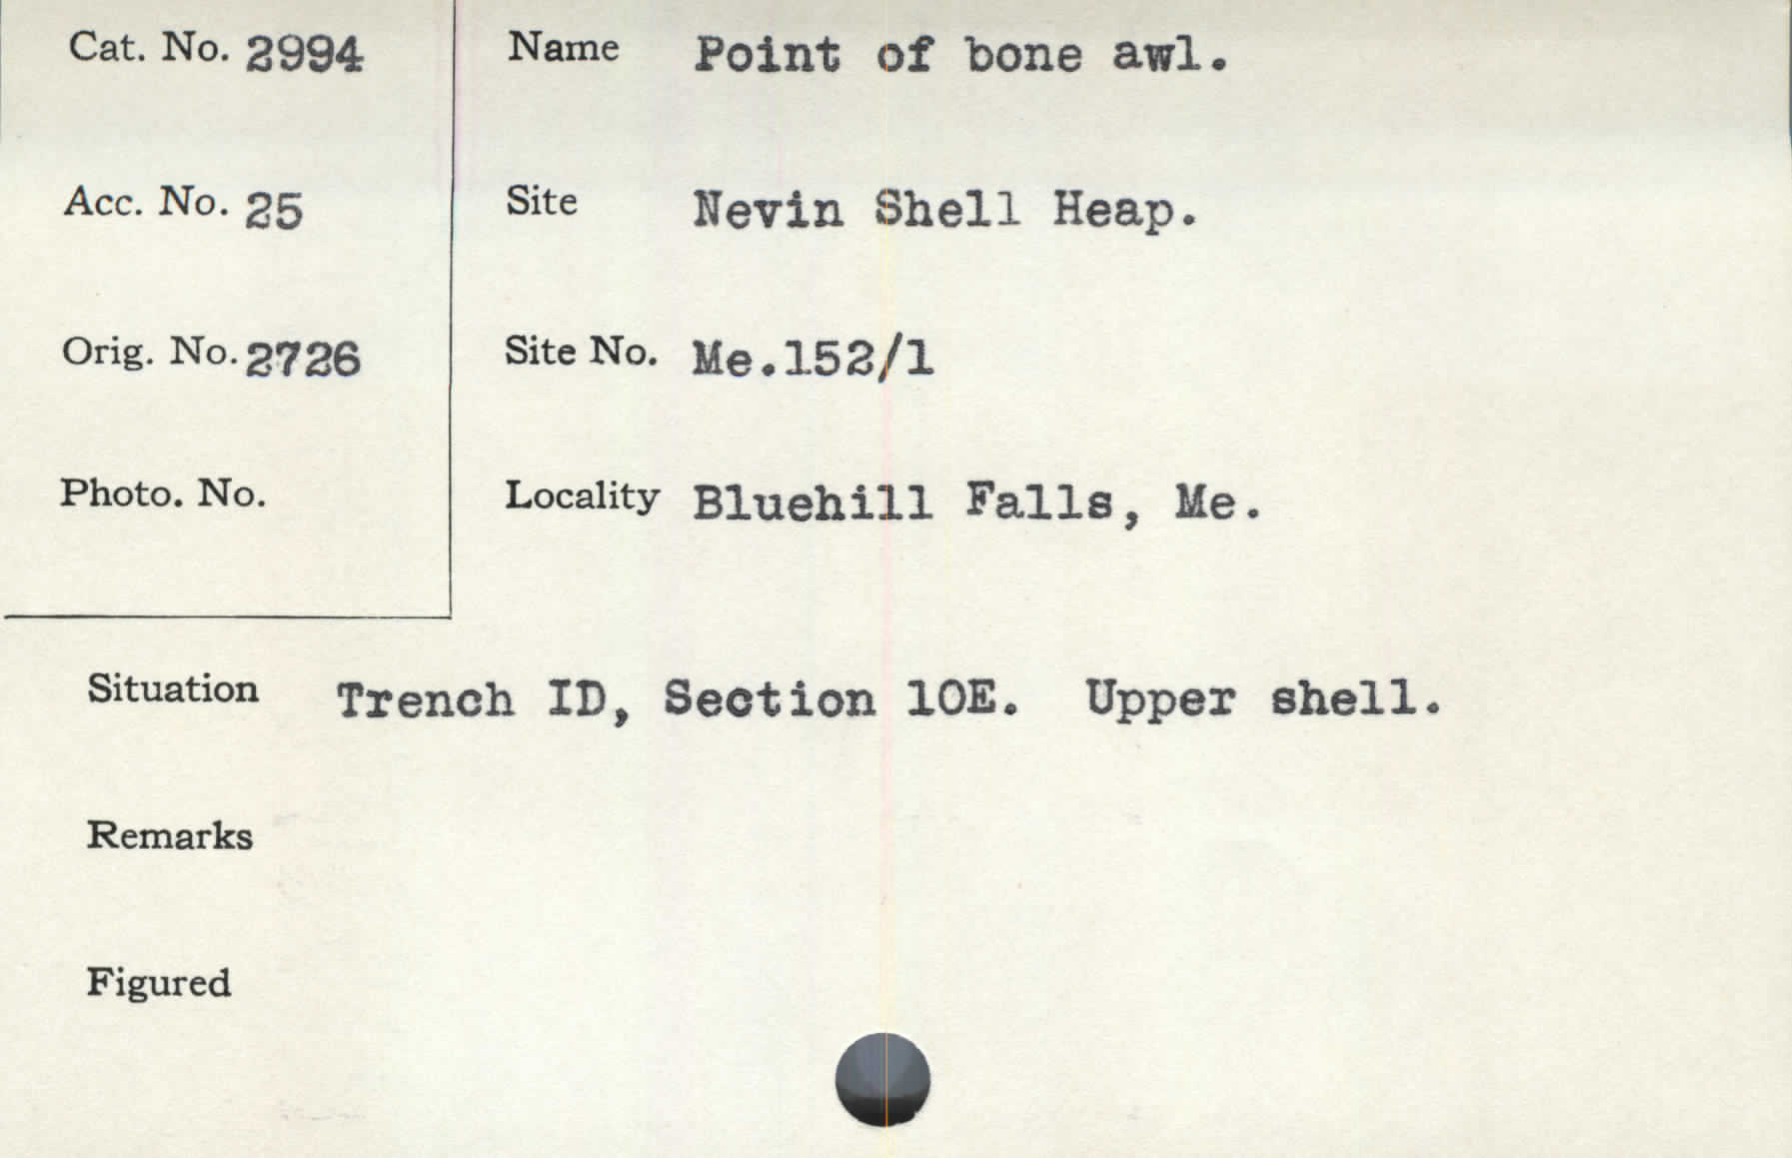 Cat. No. 2994 Name Point of bone awl.
Acc. No. 25 Site Nevin Shell Heap.
Orig. No. 2726 Site No. Me.152/1
Photo. No. Locality Bluehill Falls, Me.
Situation Trench ID, Section 10E. Upper shell.
Remarks
Figured